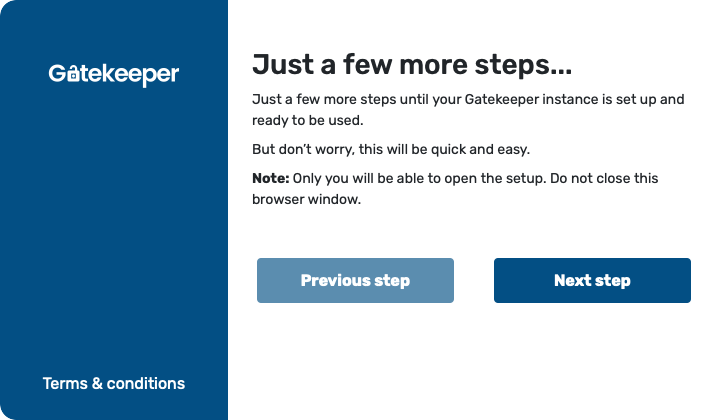 Gatekeeper
Just a few more steps...
Just a few more steps until your Gatekeeper instance is set up and
ready to be used.
But don’t worry, this will be quick and easy.
Note: Only you will be able to open the setup. Do not close this
browser window.
Previous step
Next step
Terms & conditions